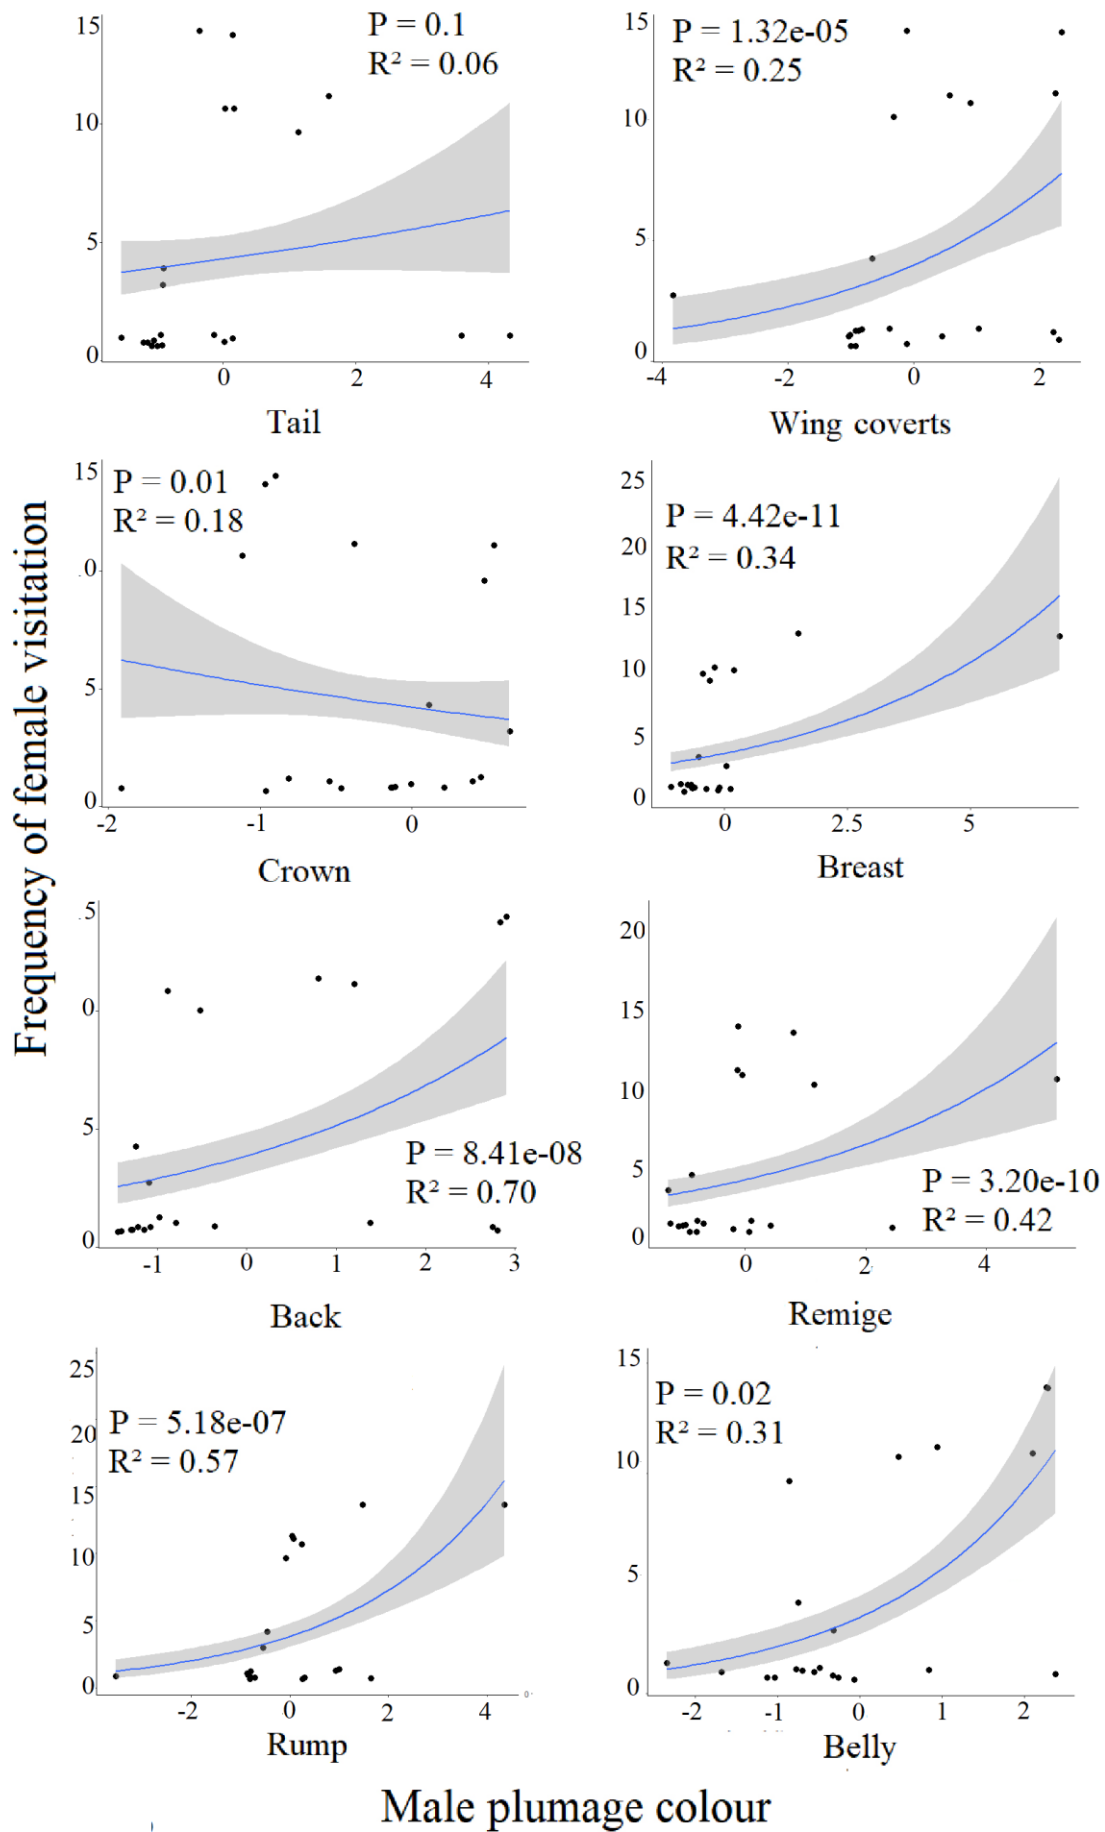 Frequency of female visitation
15
10
5
0
P = 0.1
R² = 0.06
0
2
4
Tail
15
10
5
0
P = 1.32e-05
R² = 0.25
-4
-2
0
2
Wing coverts
15
0
5
0
P = 0.01
R² = 0.18
-2
-1
0
Crown
25
20
15
10
5
0
P = 4.42e-11
R² = 0.34
0
2.5
5
Breast
5
0
5
0
P = 8.41e-08
R² = 0.70
-1
0
1
2
3
Back
20
15
10
5
0
P = 3.20e-10
R² = 0.42
0
2
4
Remige
25
20
15
10
5
0
P = 5.18e-07
R² = 0.57
-2
0
2
4
Rump
15
10
5
0
P = 0.02
R² = 0.31
-2
-1
0
1
2
Belly
Male plumage colour